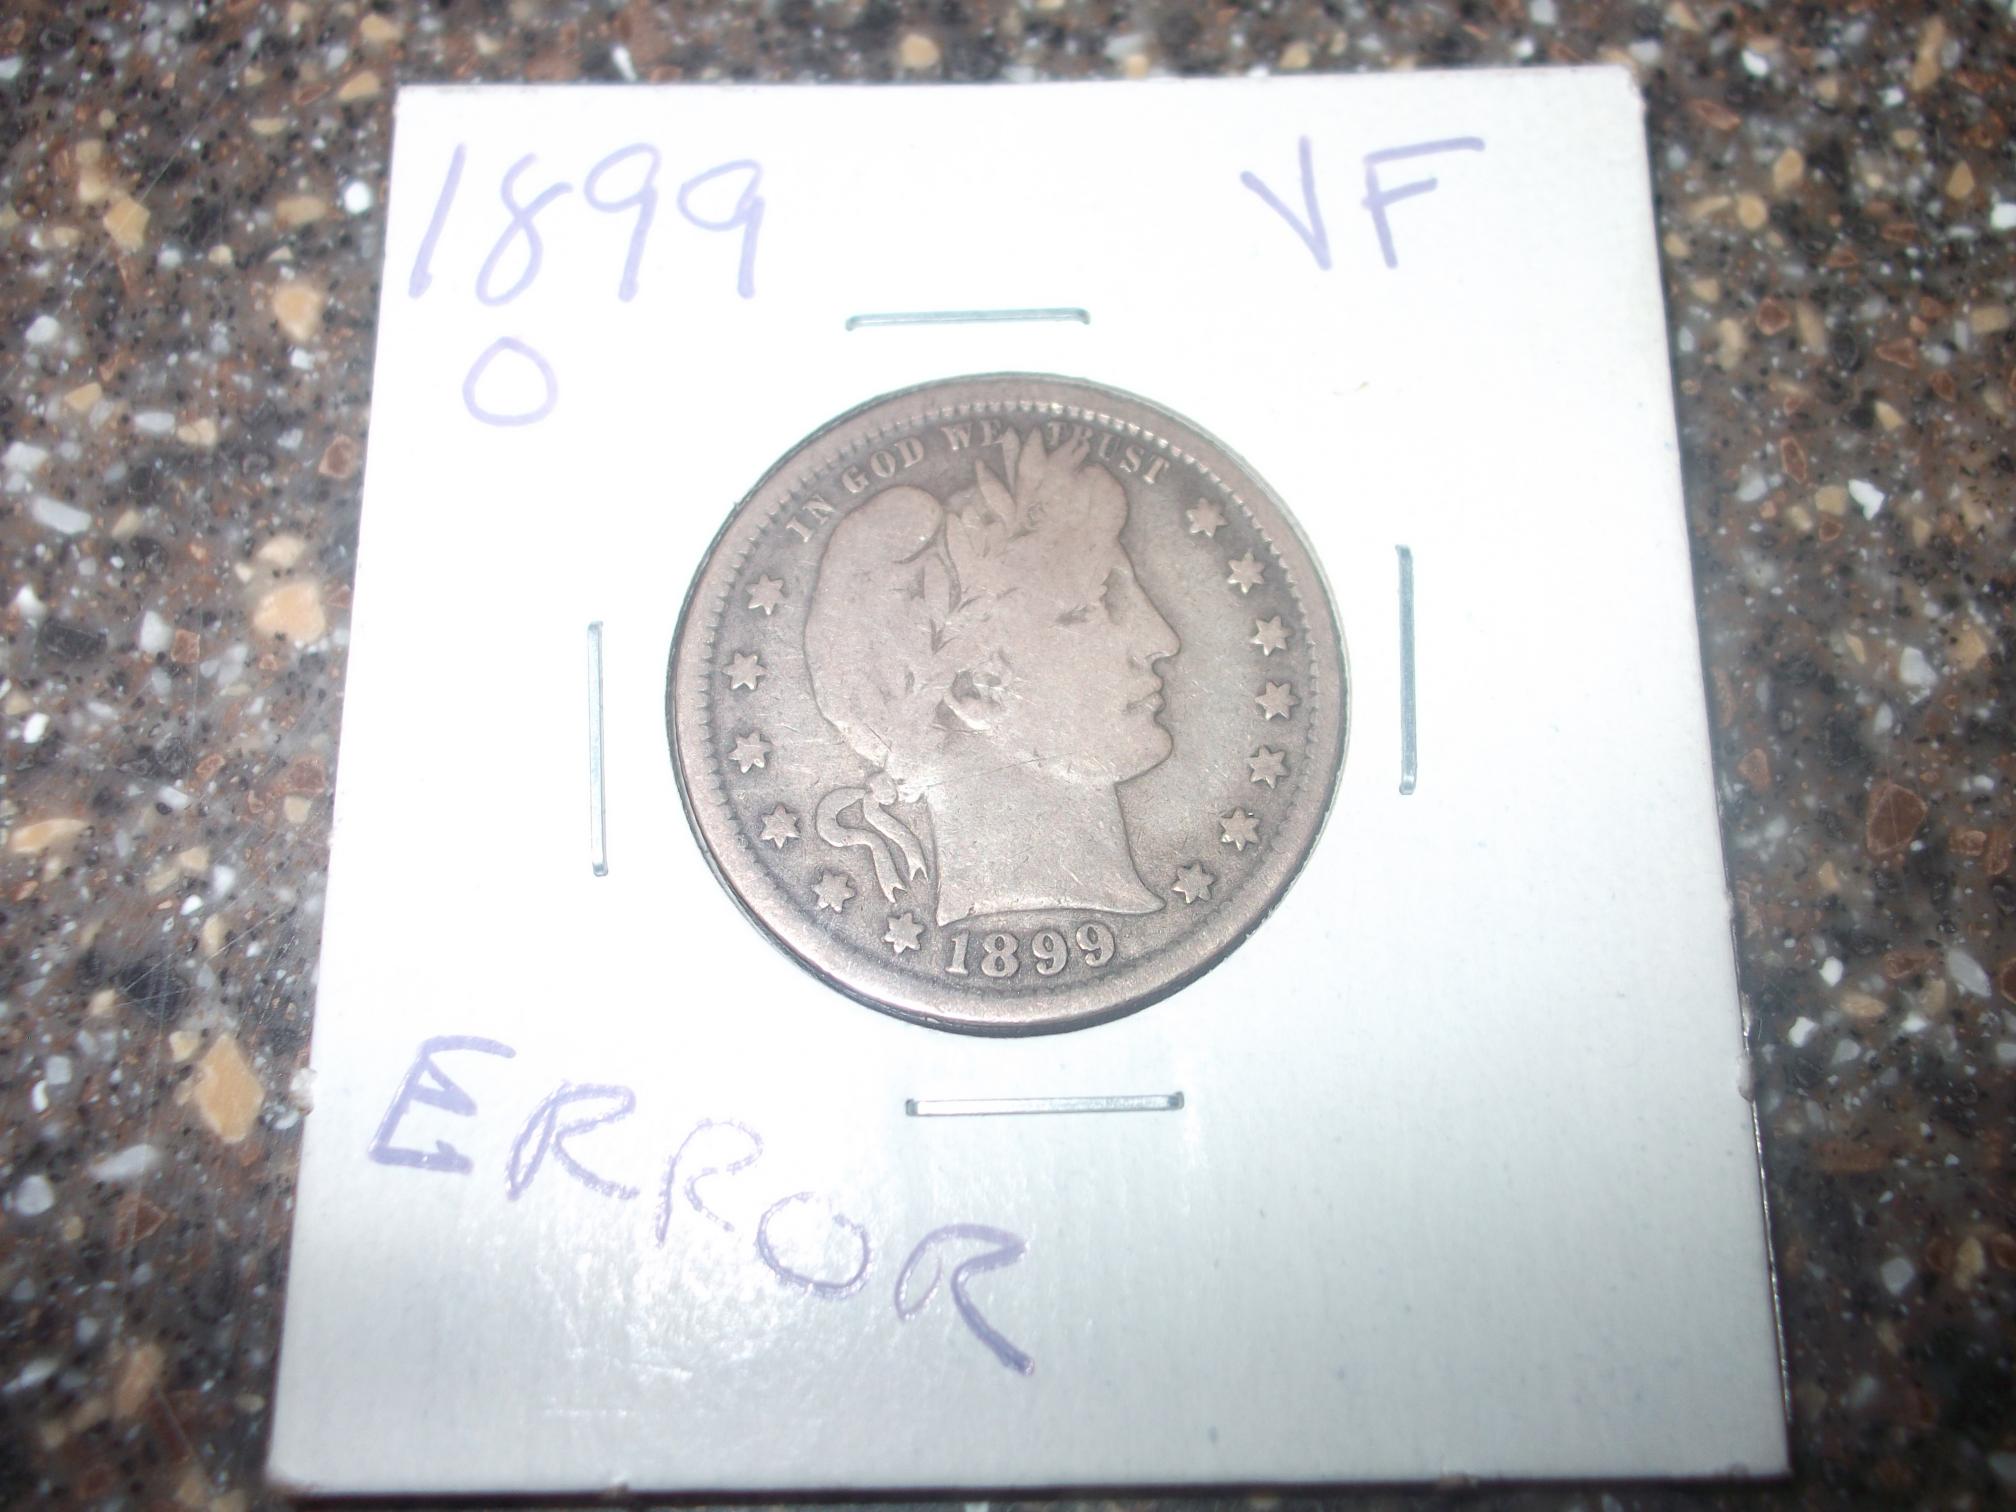 1899 VF
O
IN GOD WE TRUST
1899
ERROR